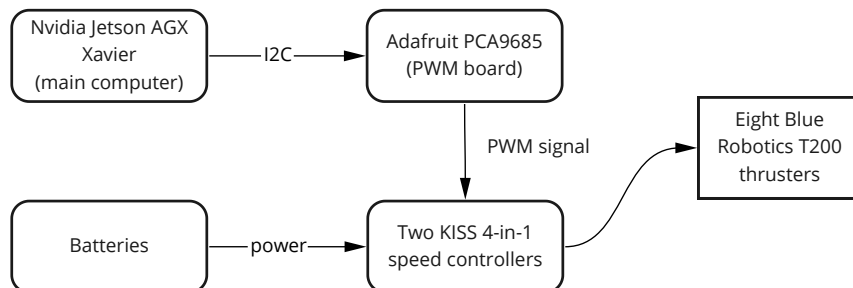 Nvidia Jetson AGX
Xavier
(main computer)
I2C
Adafruit PCA9685
(PWM board)
PWM signal
Eight Blue
Robotics T200
thrusters
Batteries
power
Two KISS 4-in-1
speed controllers